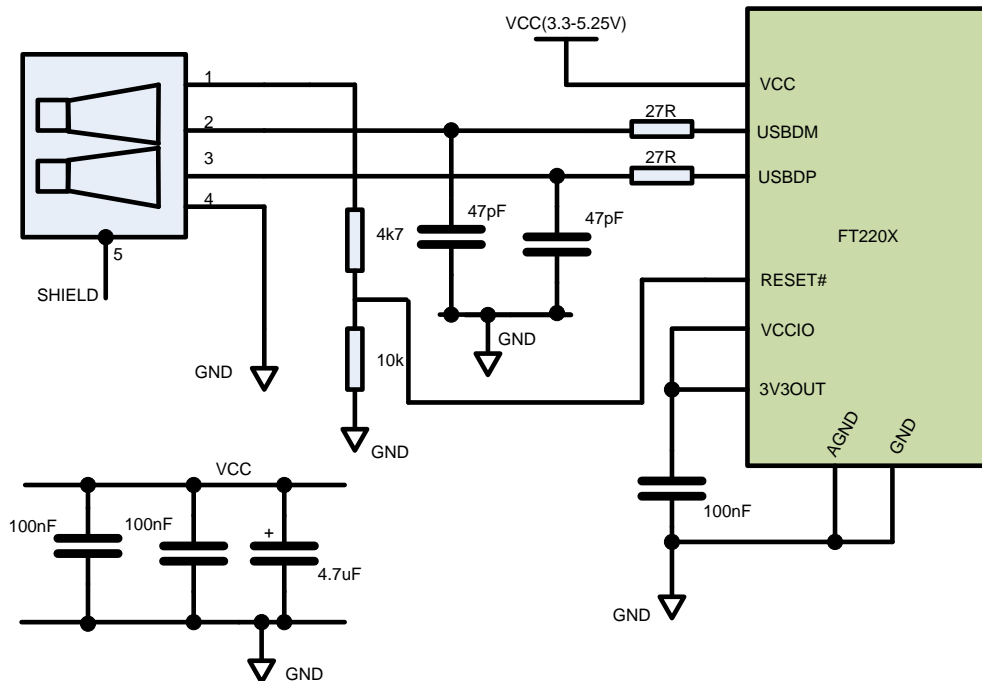 VCC(3.3-5.25V)
1
VCC
27R
2
USBDM
27R
3
USBDP
4
47pF
47pF
4k7
FT220X
5
RESET#
SHIELD
VCCIO
GND
10k
GND
3V3OUT
AGND
GND
GND
VCC
100nF
100nF
100nF
+
4.7uF
GND
GND